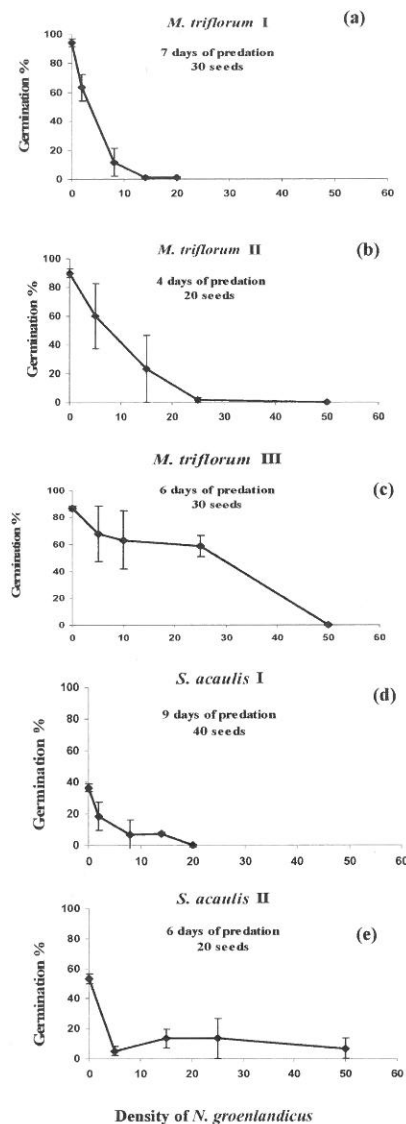 M. triflorum I
(a)
7 days of predation
30 seeds
Germination %
100
80
60
40
20
0
0 10 20 30 40 50 60
M. triflorum II
(b)
4 days of predation
20 seeds
Germination %
100
80
60
40
20
0
0 10 20 30 40 50 60
M. triflorum III
(c)
6 days of predation
30 seeds
Germination %
100
80
60
40
20
0
0 10 20 30 40 50 60
S. acaulis I
(d)
9 days of predation
40 seeds
Germination %
100
80
60
40
20
0
0 10 20 30 40 50 60
S. acaulis II
(e)
6 days of predation
20 seeds
Germination %
100
80
60
40
20
0
0 10 20 30 40 50 60
Density of N. groenlandicus